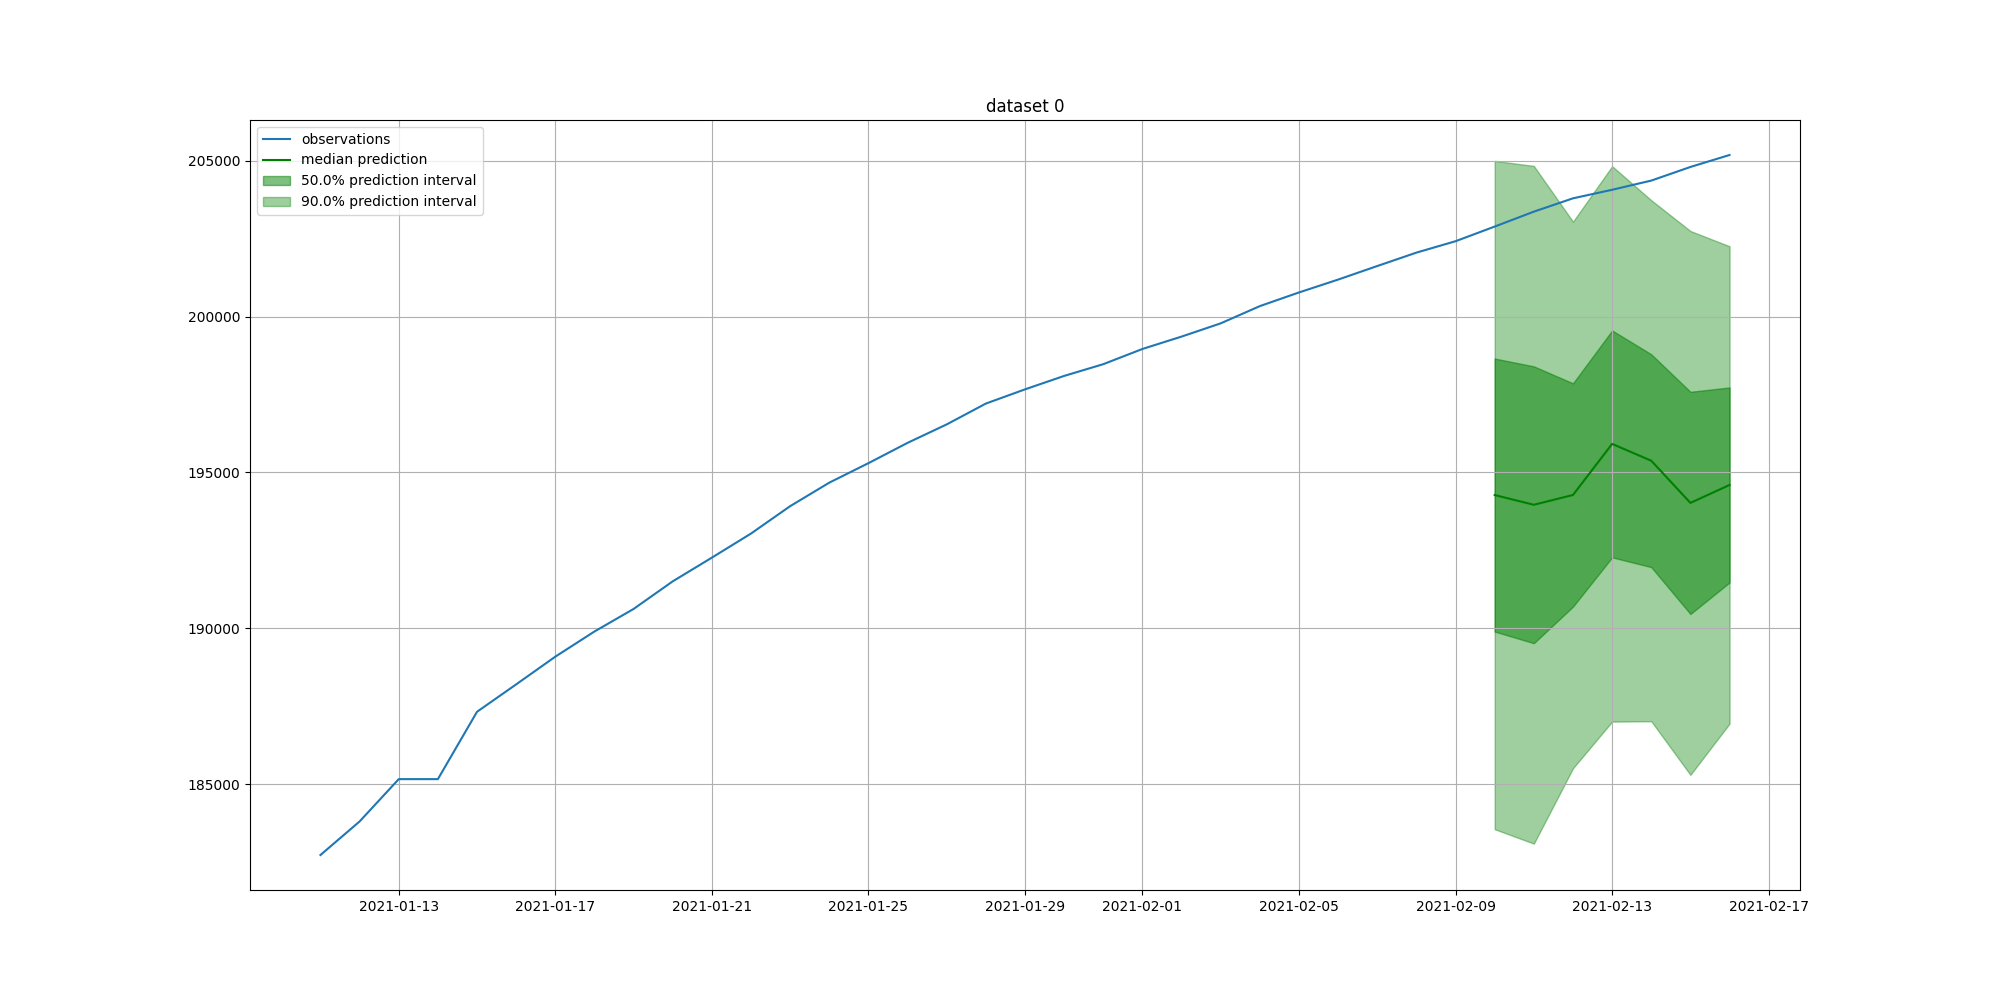 dataset 0
observations
median prediction
50.0% prediction interval
90.0% prediction interval
205000
200000
195000
190000
185000
2021-01-13 2021-01-17 2021-01-21 2021-01-25 2021-01-29 2021-02-01 2021-02-05 2021-02-09 2021-02-13 2021-02-17